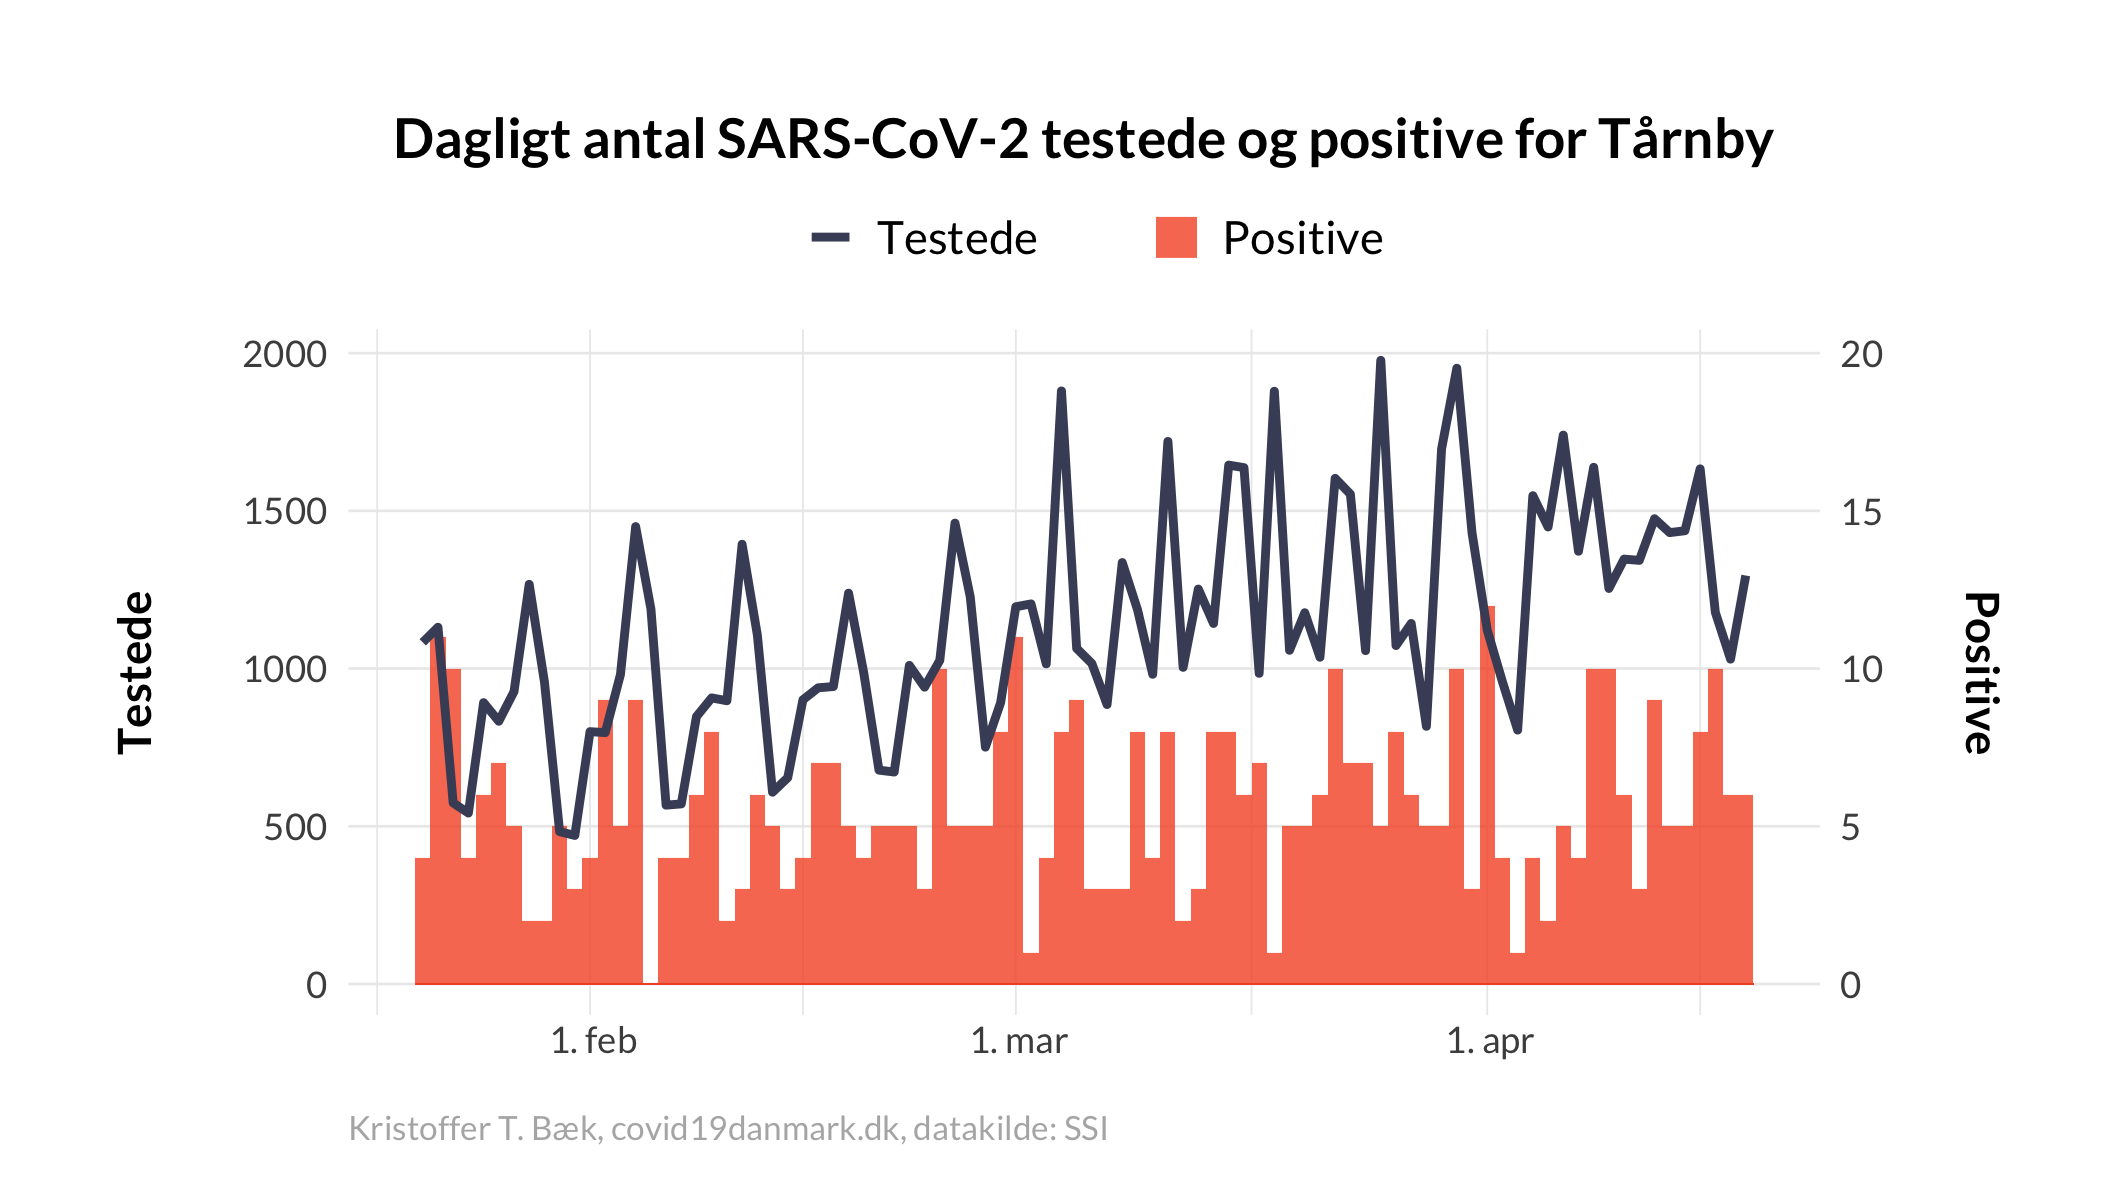 Dagligt antal SARS-CoV-2 testede og positive for Tårnby
Testede
Positive
2000
1500
1000
500
0
20
15
10
5
0
Testede
Positive
1. feb
1. mar
1. apr
Kristoffer T. Bæk, covid19danmark.dk, datakilde: SSI